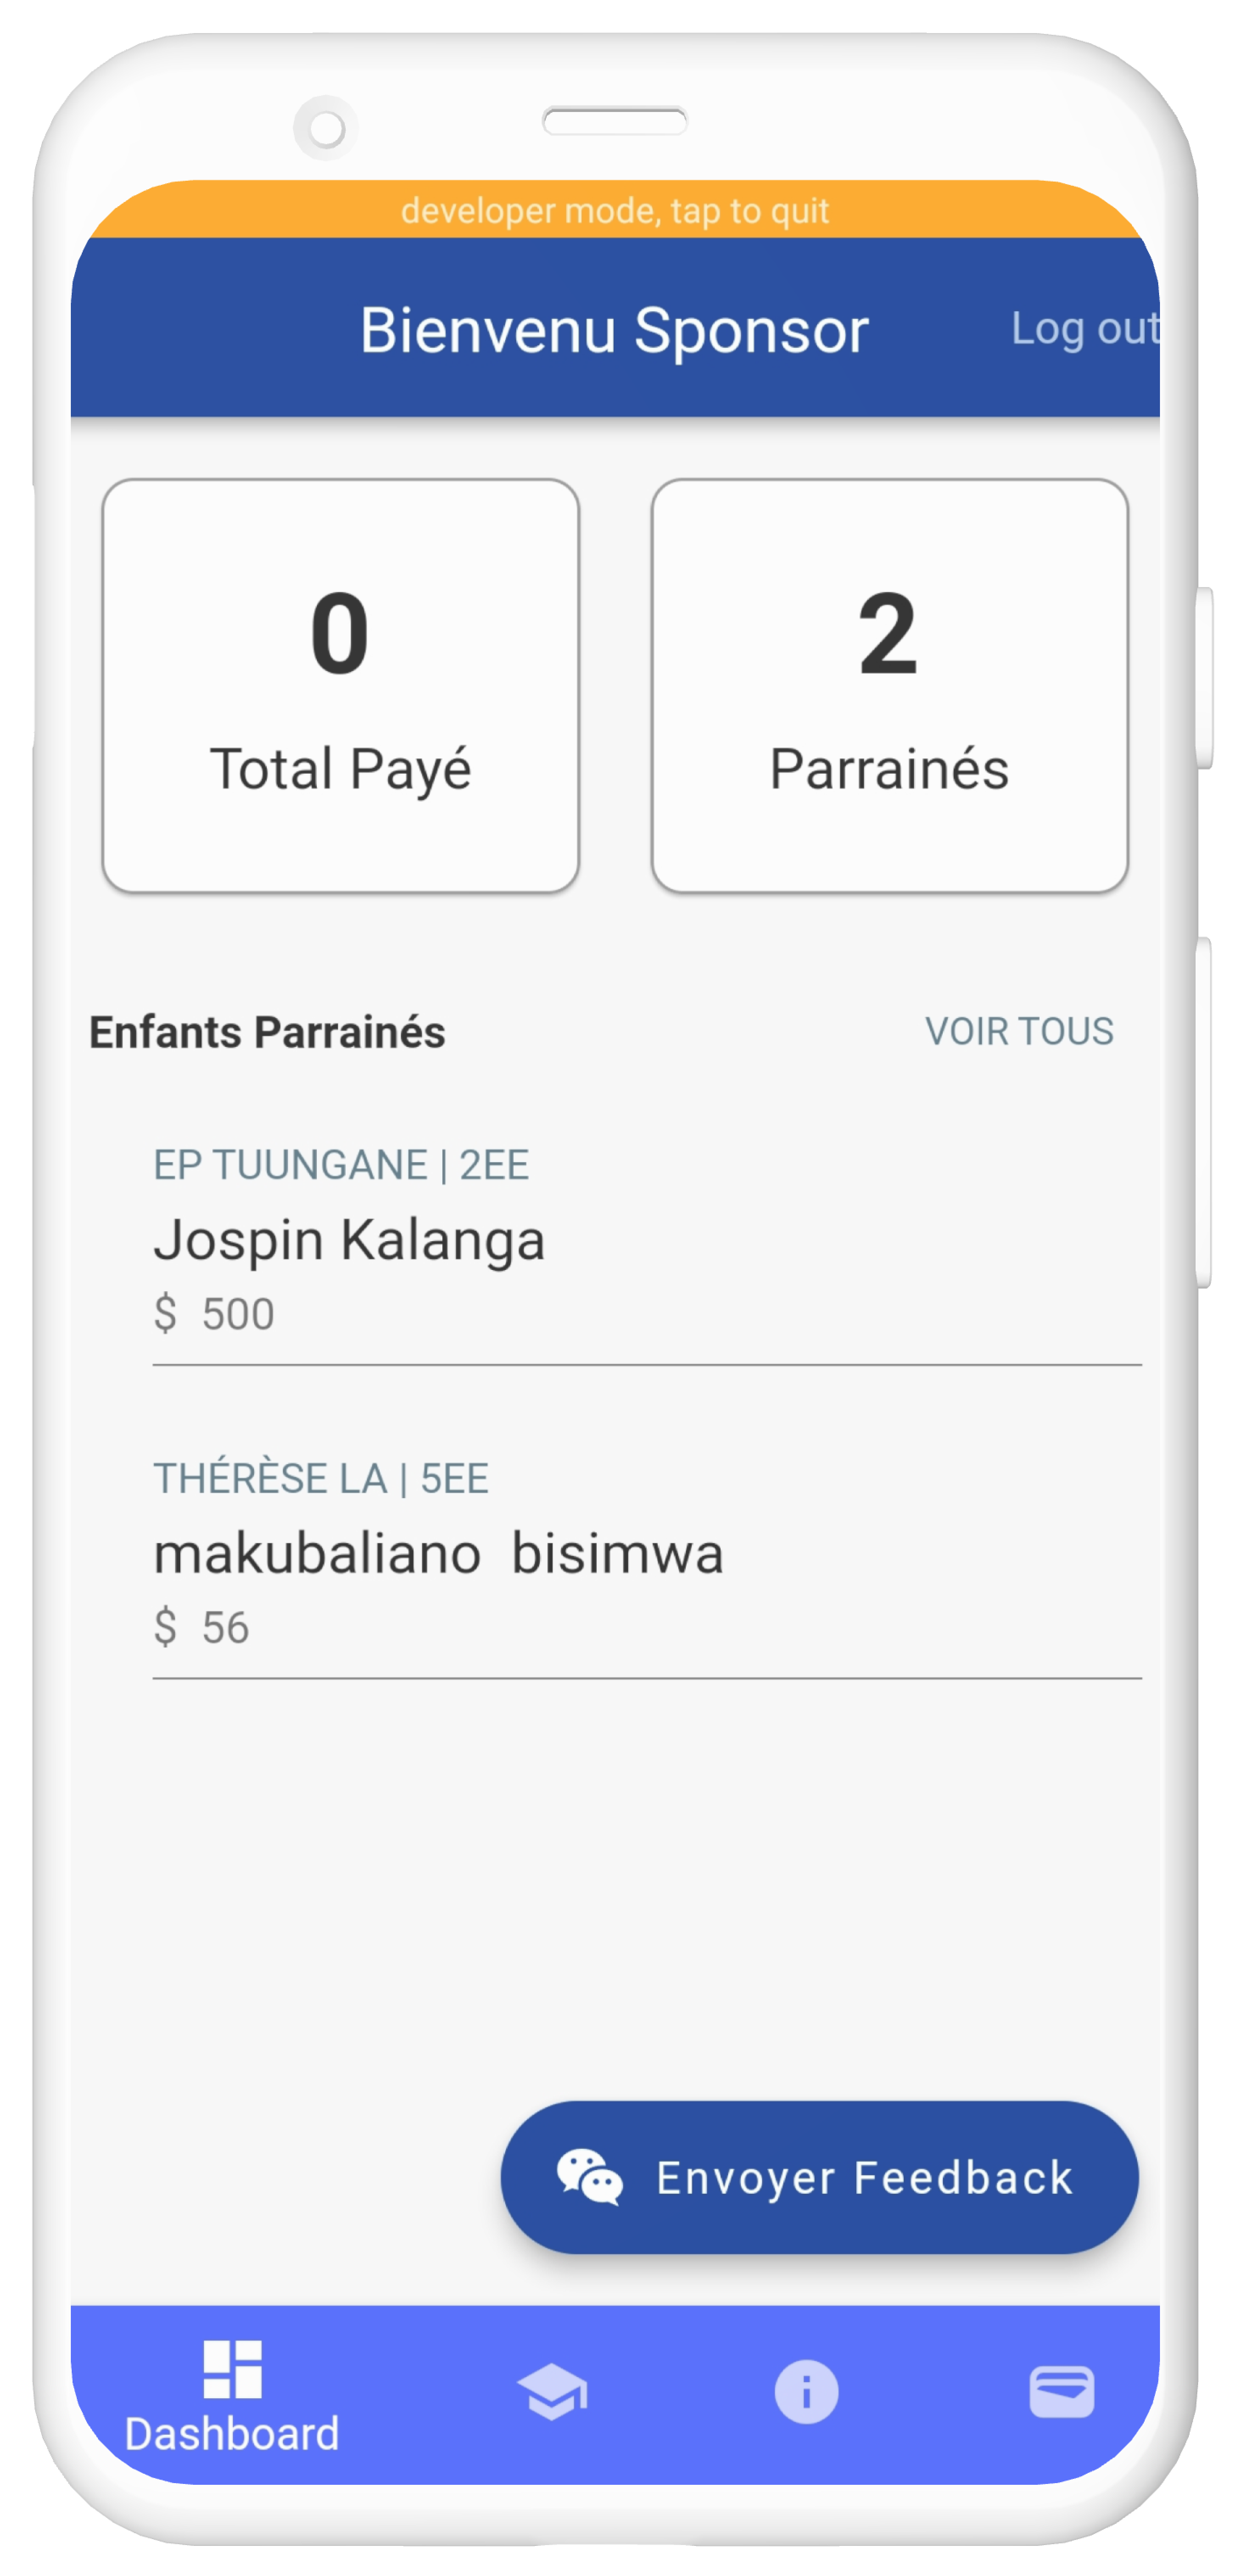 developer mode, tap to quit
Bienvenu Sponsor
Log out
0
Total Payé
2
Parrainés
Enfants Parrainés
VOIR TOUS
EP TUUNGANE | 2EE
Jospin Kalanga
$ 500
THÉRÈSE LA | 5EE
makubaliano  bisimwa
$ 56
Envoyer Feedback
Dashboard